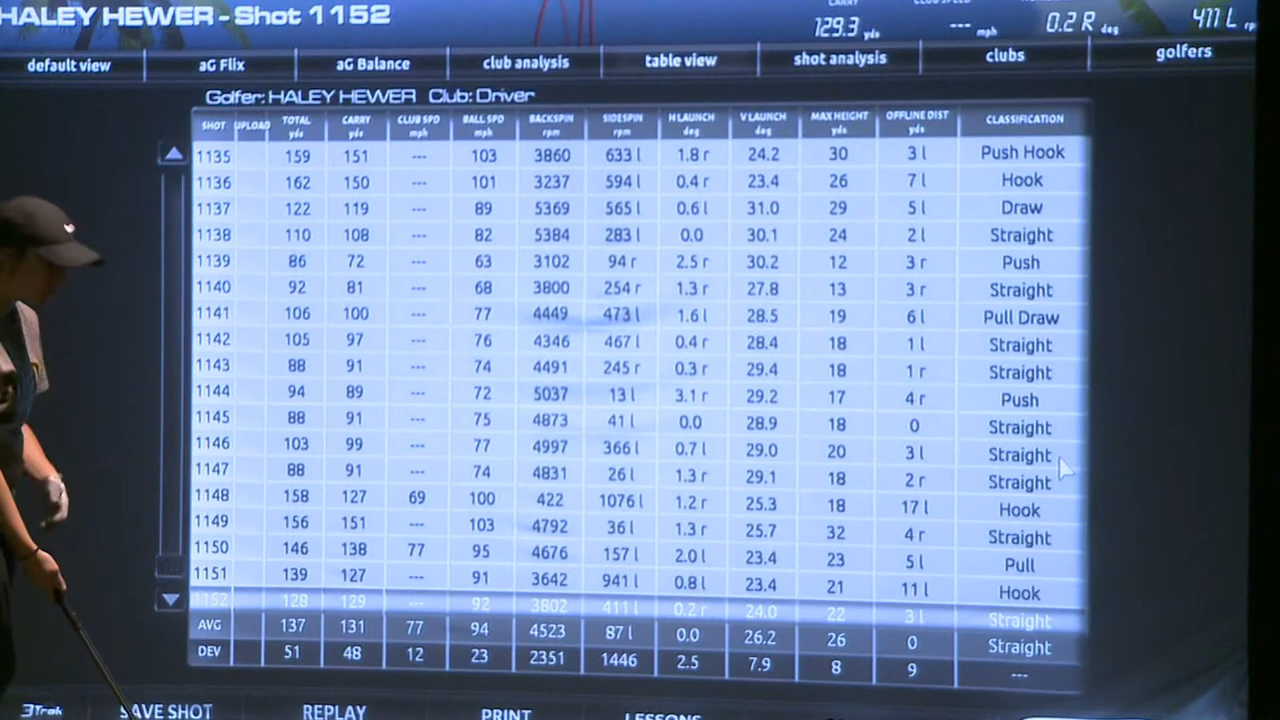 HALEY HEWER - Shot 1152
CARRY
129.3 yds --- mph 0.2 R deg 411 L
default view aG Flix aG Balance club analysis table view shot analysis clubs golfers
Golfer: HALEY HEWER Club: Driver
SHOT UPLOAD TOTAL yds CARRY yds CLUB SPD mph BALL SPD mph BACKSPIN rpm SIDESPIN rpm H LAUNCH deg V LAUNCH deg MAX HEIGHT yds OFFLINE DIST yds CLASSIFICATION
1135 159 151 --- 103 3860 633 l 1.8 r 24.2 30 3 l Push Hook
1136 162 150 --- 101 3237 594 l 0.4 r 23.4 26 7 l Hook
1137 122 119 --- 89 5369 565 l 0.6 l 31.0 29 5 l Draw
1138 110 108 --- 82 5384 283 l 0.0 30.1 24 2 l Straight
1139 86 72 --- 63 3102 94 r 2.5 r 30.2 12 3 r Push
1140 92 81 --- 68 3800 254 r 1.3 r 27.8 13 3 r Straight
1141 106 100 --- 77 4449 473 l 1.6 l 28.5 19 6 l Pull Draw
1142 105 97 --- 76 4346 467 l 0.4 r 28.4 18 1 l Straight
1143 88 91 --- 74 4491 245 r 0.3 r 29.4 18 1 r Straight
1144 94 89 --- 72 5037 13 l 3.1 r 29.2 17 4 r Push
1145 88 91 --- 75 4873 41 l 0.0 28.9 18 0 Straight
1146 103 99 --- 77 4997 366 l 0.7 l 29.0 20 3 l Straight
1147 88 91 --- 74 4831 26 l 1.3 r 29.1 18 2 r Straight
1148 158 127 69 100 422 1076 l 1.2 r 25.3 18 17 l Hook
1149 156 151 --- 103 4792 36 l 1.3 r 25.7 32 4 r Straight
1150 146 138 77 95 4676 157 l 2.0 l 23.4 23 5 l Pull
1151 139 127 --- 91 3642 941 l 0.8 l 23.4 21 11 l Hook
1152 128 129 --- 92 3802 411 l 0.2 r 24.0 22 3 l Straight
AVG 137 131 77 94 4523 87 l 0.0 26.2 26 0 Straight
DEV 51 48 12 23 2351 1446 2.5 7.9 8 9 ---
3Trak SAVE SHOT REPLAY PRINT LESSONS